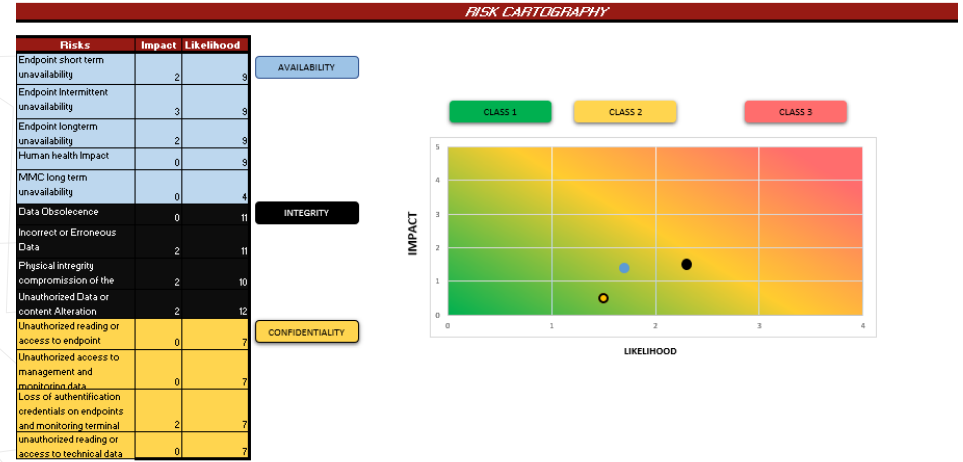 RISK CARTOGRAPHY
Risks Impact Likelihood
Endpoint short term
unavailability 2 9
Endpoint Intermittent
unavailability 3 9
Endpoint longterm
unavailability 2 9
Human health Impact 0 9
MMC long term
unavailability 0 4
Data Obsolecence 0 11
Incorrect or Erroneous
Data 2 11
Physical intregrity
compromission of the 2 10
Unauthorized Data or
content Alteration 2 12
Unauthorized reading or
access to endpoint 0 7
Unauthorized access to
management and
monitoring data 0 7
Loss of authentification
credentials on endpoints
and monitoring terminal 2 7
unauthorized reading or
access to technical data 0 7
AVAILABILITY
INTEGRITY
CONFIDENTIALITY
CLASS 1 CLASS 2 CLASS 3
IMPACT
5
4
3
2
1
0
0 1 2 3 4
LIKELIHOOD